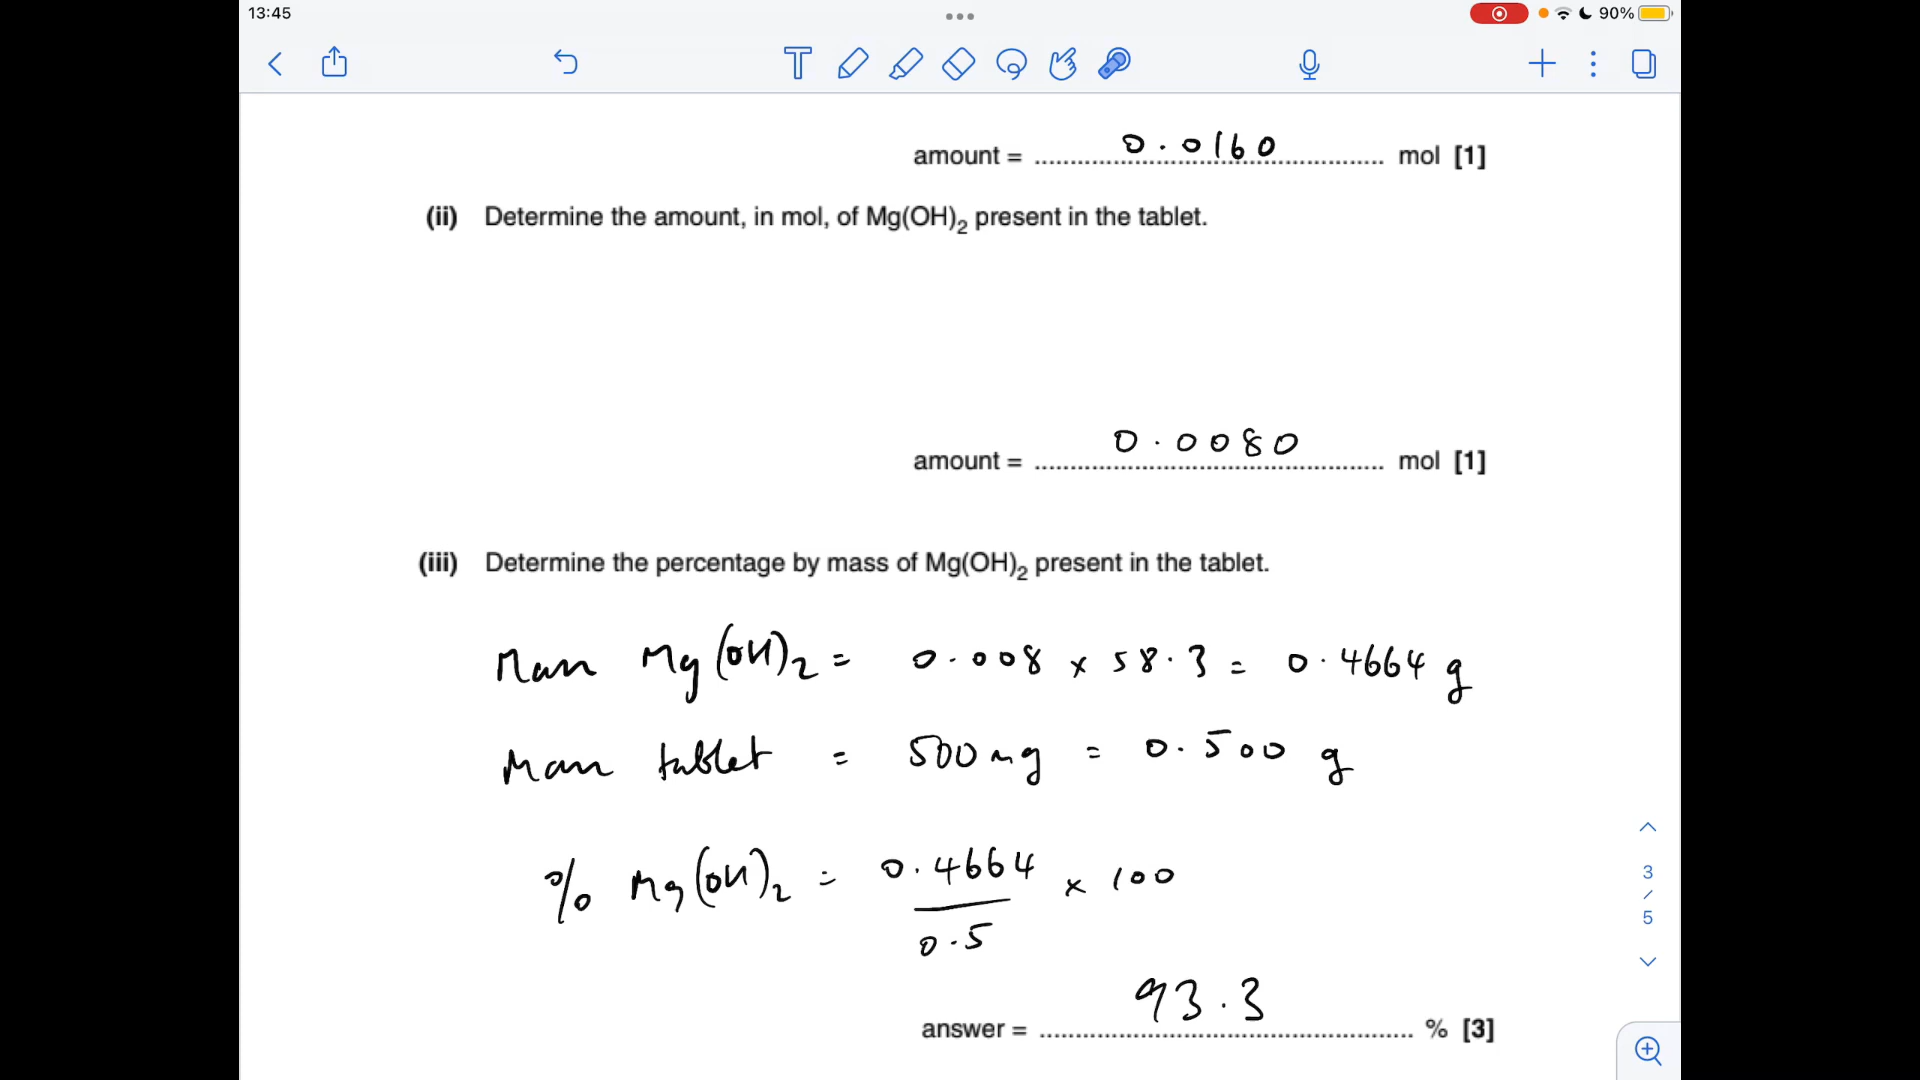 13:45
90%
0.0160
amount = ........ mol [1]
(ii) Determine the amount, in mol, of Mg(OH)₂ present in the tablet.
0.0080
amount = ........ mol [1]
(iii) Determine the percentage by mass of Mg(OH)₂ present in the tablet.
Mass Mg(OH)₂ = 0.008 × 58.3 = 0.4664 g
Mass tablet = 500mg = 0.500 g
% Mg(OH)₂ = 0.4664 / 0.5 × 100
93.3
answer = ........ % [3]
3
/
5